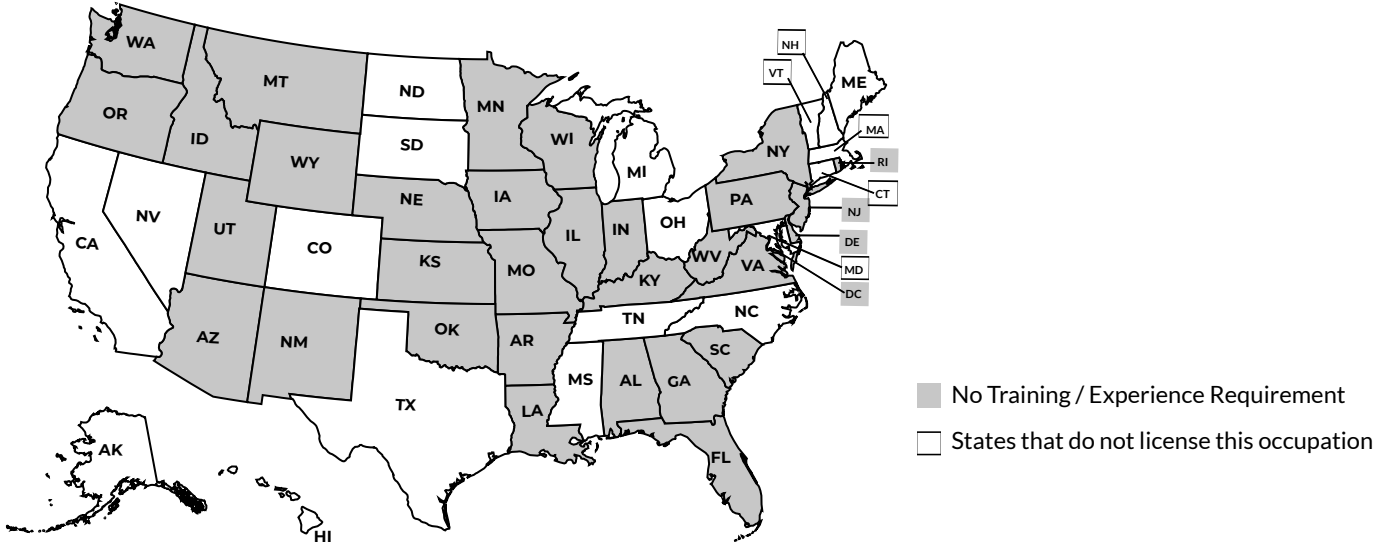 WA
MT
ND
MN
OR
ID
WY
SD
WI
MI
NY
ME
NH
VT
MA
RI
CT
NJ
DE
MD
DC
NV
CA
UT
CO
NE
IA
KS
MO
IL
IN
OH
PA
WV
VA
KY
AZ
NM
OK
AR
TN
NC
SC
TX
LA
MS
AL
GA
FL
AK
HI
No Training / Experience Requirement
States that do not license this occupation